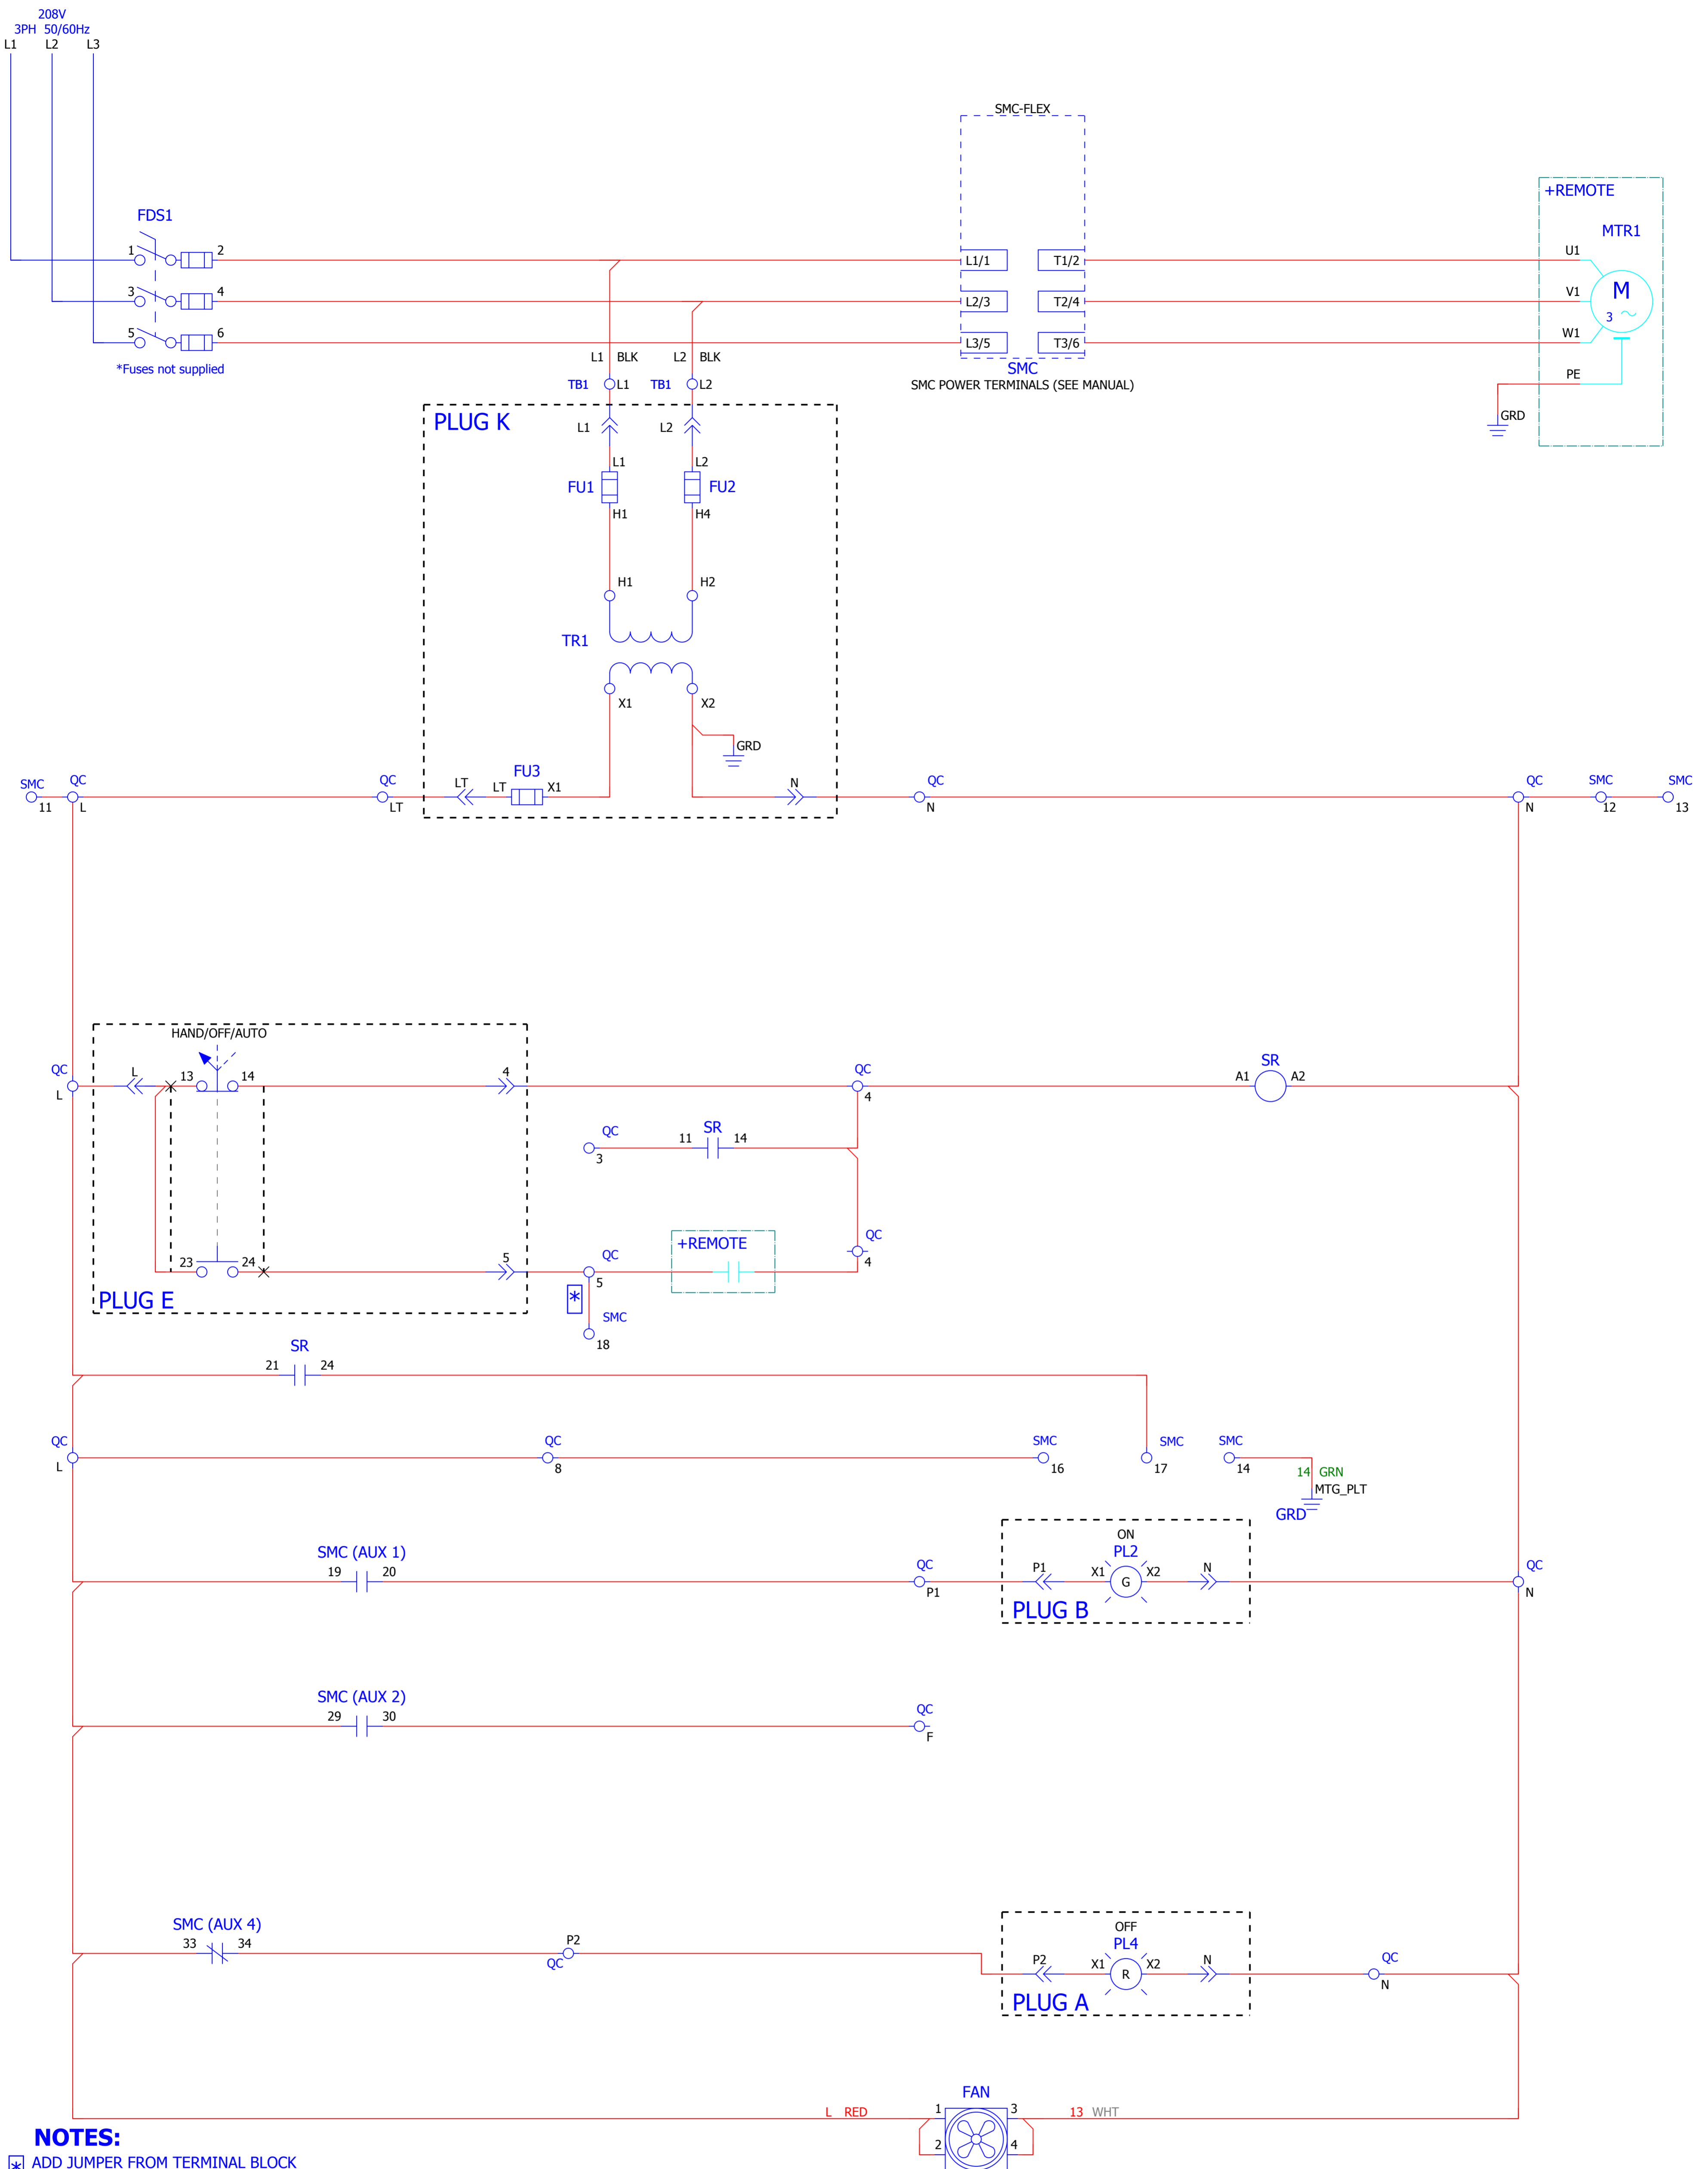 208V
3PH 50/60Hz
L1 L2 L3
SMC-FLEX
+REMOTE
FDS1
MTR1
1 2 L1/1 T1/2 U1
3 4 L2/3 T2/4 V1
M
3
5 6 L3/5 T3/6 W1
*Fuses not supplied
L1 BLK L2 BLK
SMC
TB1 L1 TB1 L2
SMC POWER TERMINALS (SEE MANUAL)
PE
GRD
PLUG K
L1 L2
L1 L2
FU1 FU2
H1 H4
H1 H2
TR1
X1 X2
GRD
FU3
SMC QC QC LT LT X1 N QC QC SMC SMC
11 L LT N N 12 13
HAND/OFF/AUTO
QC L 13 14 4 QC SR
A1 A2
L 4
QC SR
11 14
3
+REMOTE QC
23 24 5 QC
5 4
PLUG E
*
SMC
18
SR
21 24
QC QC SMC SMC SMC
L 8 16 17 14
14 GRN
MTG_PLT
GRD
ON
SMC (AUX 1) PL2
19 20 QC P1 X1 G X2 N QC
P1 N
PLUG B
SMC (AUX 2)
29 30 QC
F
SMC (AUX 4) OFF
33 34 P2 PL4
QC P2 X1 R X2 N QC
N
PLUG A
FAN
L RED 1 3 13 WHT
2 4
NOTES:
* ADD JUMPER FROM TERMINAL BLOCK